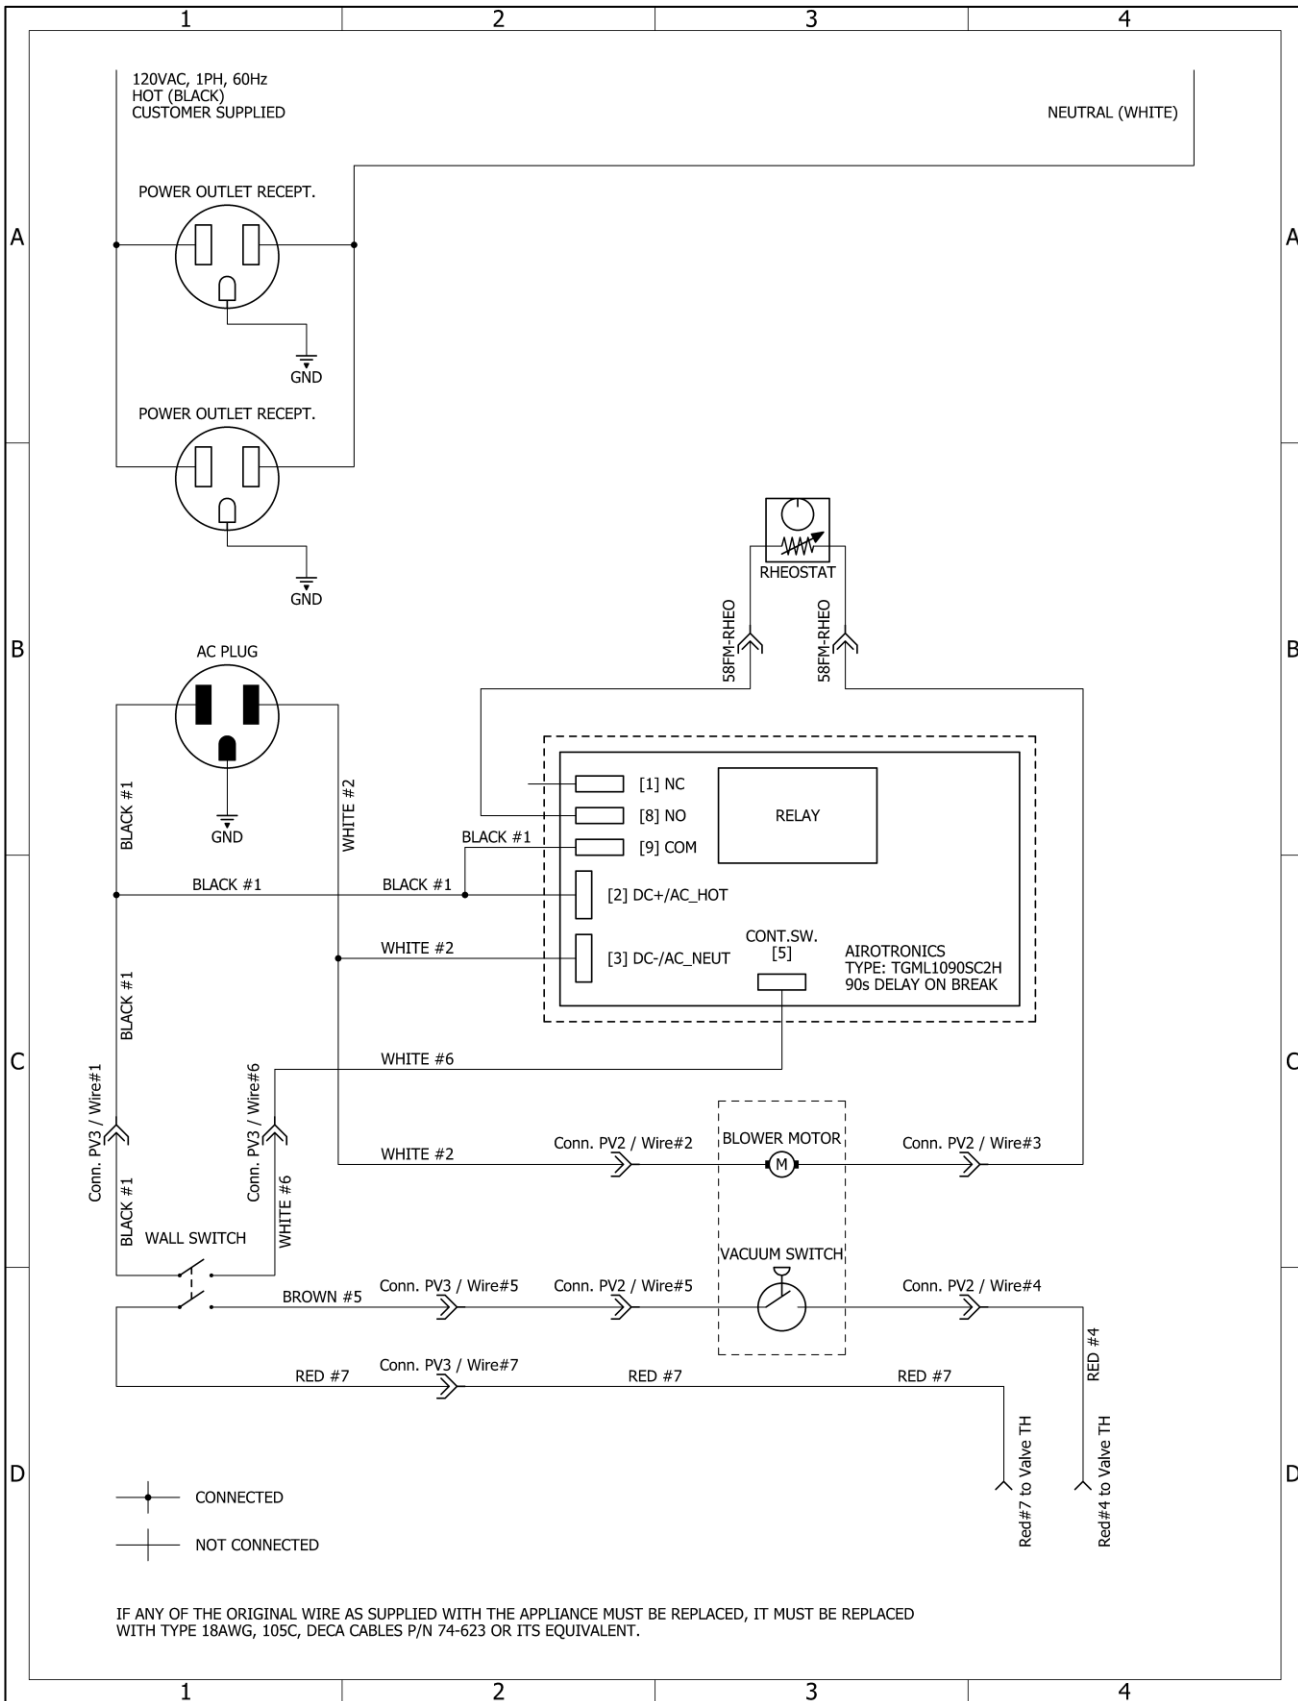 1 2 3 4
120VAC, 1PH, 60Hz
HOT (BLACK)
CUSTOMER SUPPLIED
NEUTRAL (WHITE)
POWER OUTLET RECEPT.
A A
GND
POWER OUTLET RECEPT.
GND
RHEOSTAT
58FM-RHEO
58FM-RHEO
B B
AC PLUG
GND
BLACK #1
WHITE #2
[1] NC
[8] NO
[9] COM
RELAY
BLACK #1
BLACK #1
BLACK #1
[2] DC+/AC_HOT
WHITE #2
[3] DC-/AC_NEUT
CONT.SW.
[5]
AIROTRONICS
TYPE: TGML1090SC2H
90s DELAY ON BREAK
BLACK #1
C C
WHITE #6
Conn. PV3 / Wire#1
Conn. PV3 / Wire#6
WHITE #2
Conn. PV2 / Wire#2
BLOWER MOTOR
M
Conn. PV2 / Wire#3
BLACK #1
WHITE #6
WALL SWITCH
VACUUM SWITCH
BROWN #5
Conn. PV3 / Wire#5
Conn. PV2 / Wire#5
Conn. PV2 / Wire#4
RED #4
RED #7
Conn. PV3 / Wire#7
RED #7
RED #7
Red#7 to Valve TH
Red#4 to Valve TH
D D
CONNECTED
NOT CONNECTED
IF ANY OF THE ORIGINAL WIRE AS SUPPLIED WITH THE APPLIANCE MUST BE REPLACED, IT MUST BE REPLACED
WITH TYPE 18AWG, 105C, DECA CABLES P/N 74-623 OR ITS EQUIVALENT.
1 2 3 4